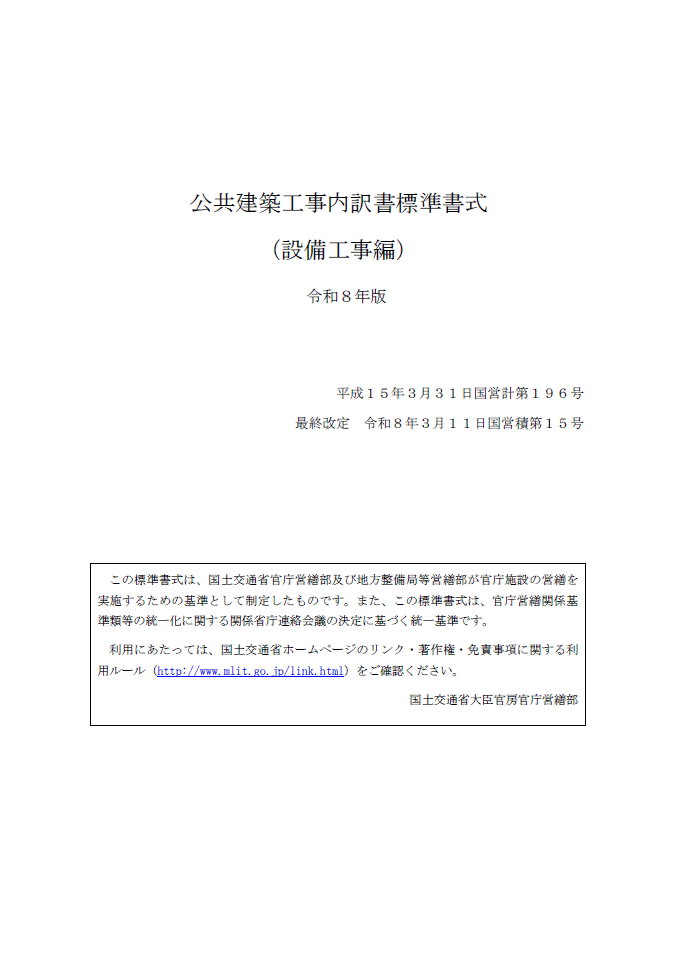 公共建築工事内訳書標準書式
（設備工事編）
令和８年版
平成１５年３月３１日国営計第１９６号
最終改定　令和８年３月１１日国営積第１５号
この標準書式は、国土交通省官庁営繕部及び地方整備局等営繕部が官庁施設の営繕を
実施するための基準として制定したものです。また、この標準書式は、官庁営繕関係基
準類等の統一化に関する関係省庁連絡会議の決定に基づく統一基準です。
利用にあたっては、国土交通省ホームページのリンク・著作権・免責事項に関する利
用ルール（http://www.mlit.go.jp/link.html）をご確認ください。
国土交通省大臣官房官庁営繕部